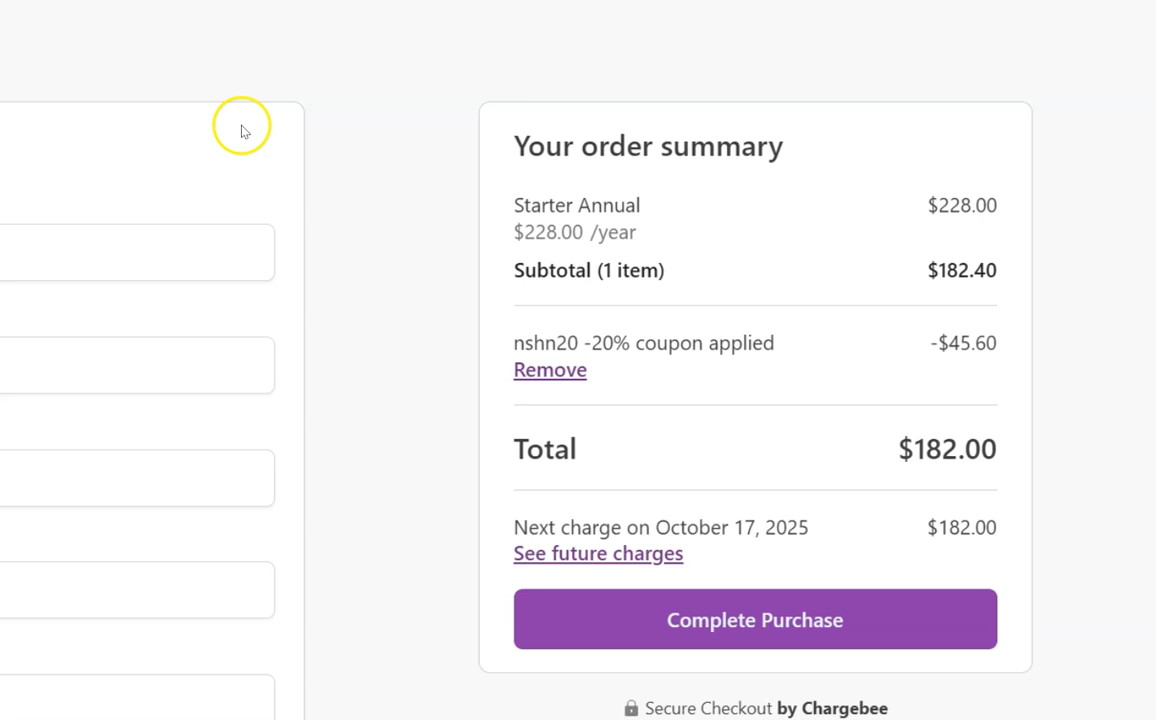 Your order summary
Starter Annual $228.00
$228.00 /year
Subtotal (1 item) $182.40
nshn20 -20% coupon applied -$45.60
Remove
Total $182.00
Next charge on October 17, 2025 $182.00
See future charges
Complete Purchase
Secure Checkout by Chargebee